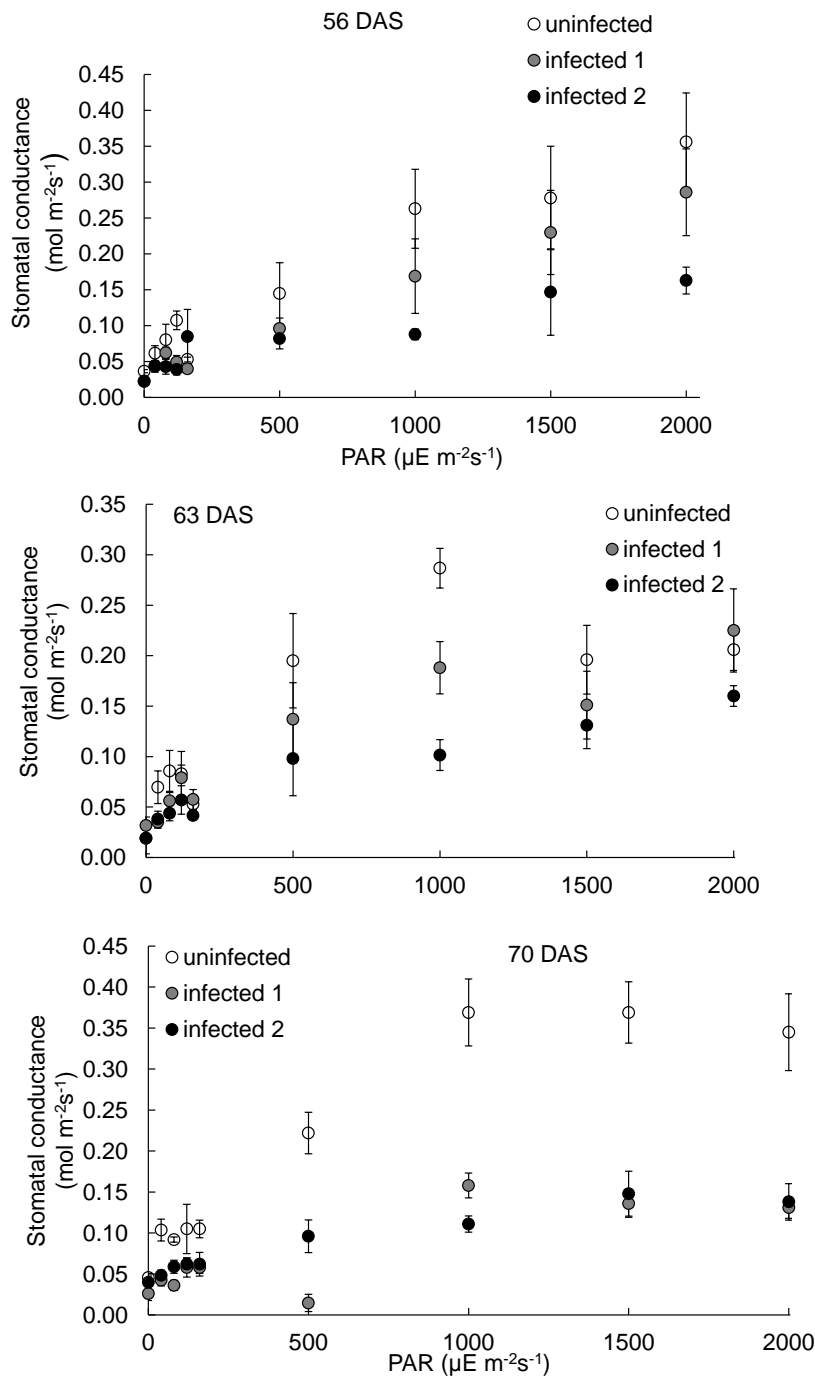 56 DAS
uninfected
infected 1
infected 2
Stomatal conductance
(mol m-2s-1)
0.45
0.40
0.35
0.30
0.25
0.20
0.15
0.10
0.05
0.00
0 500 1000 1500 2000
PAR (µE m-2s-1)
63 DAS
uninfected
infected 1
infected 2
Stomatal conductance
(mol m-2s-1)
0.35
0.30
0.25
0.20
0.15
0.10
0.05
0.00
0 500 1000 1500 2000
70 DAS
uninfected
infected 1
infected 2
Stomatal conductance
(mol m-2s-1)
0.45
0.40
0.35
0.30
0.25
0.20
0.15
0.10
0.05
0.00
0 500 1000 1500 2000
PAR (µE m-2s-1)